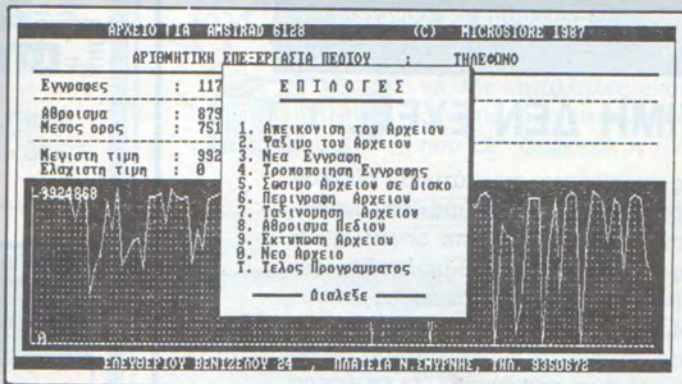 ΑΡΧΕΙΟ ΓΙΑ AMSTRAD 6128 (C) MICROSTORE 1987
ΑΡΙΘΜΗΤΙΚΗ ΕΠΕΞΕΡΓΑΣΙΑ ΠΕΔΙΟΥ : ΤΗΛΕΦΩΝΟ
Εγγραφες : 117
Αθροισμα : 879
Μεσος ορος : 751
Μεγιστη τιμη : 992
Ελαχιστη τιμη : 0
3924868
0
ΕΠΙΛΟΓΕΣ
1. Απεικονιση του Αρχειου
2. Ταξιμο του Αρχειου
3. Νεα Εγγραφη
4. Τροποποιηση Εγγραφης
5. Σωσιμο Αρχειου σε Δισκο
6. Περιγραφη Αρχειου
7. Ταξινομηση Αρχειου
8. Αθροισμα Πεδιου
9. Εκτυπωση Αρχειου
0. Νεο Αρχειο
Τ. Τελος Προγραμματος
Διαλεξε
ΕΛΕΥΘΕΡΙΟΥ ΒΕΝΙΖΕΛΟΥ 24 , ΠΛΑΤΕΙΑ Ν.ΣΜΥΡΝΗΣ, ΤΗΛ. 9350672